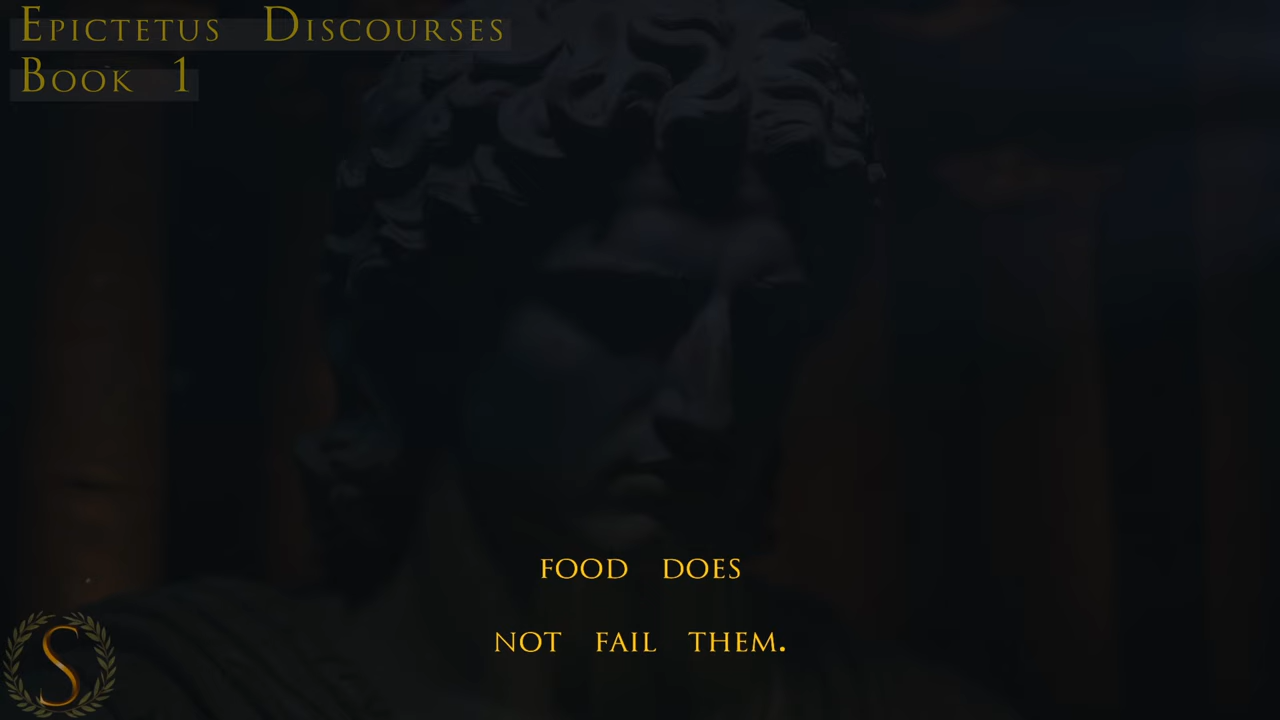 Epictetus Discourses
Book 1
FOOD DOES
NOT FAIL THEM.
S